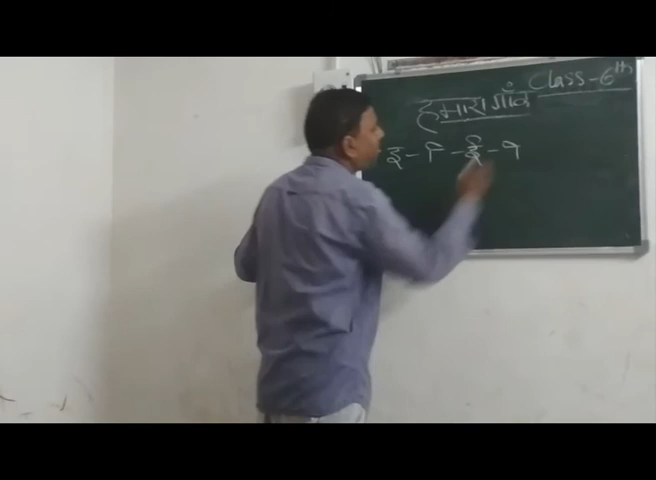 Class-6th
हमारा गाँव
इ - ि - ई - ी